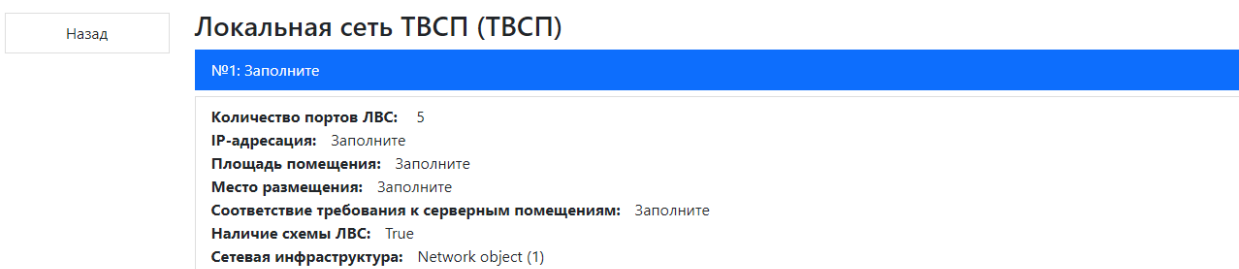 Назад
Локальная сеть ТВСП (ТВСП)
№1: Заполните
Количество портов ЛВС: 5
IP-адресация: Заполните
Площадь помещения: Заполните
Место размещения: Заполните
Соответствие требования к серверным помещениям: Заполните
Наличие схемы ЛВС: True
Сетевая инфраструктура: Network object (1)